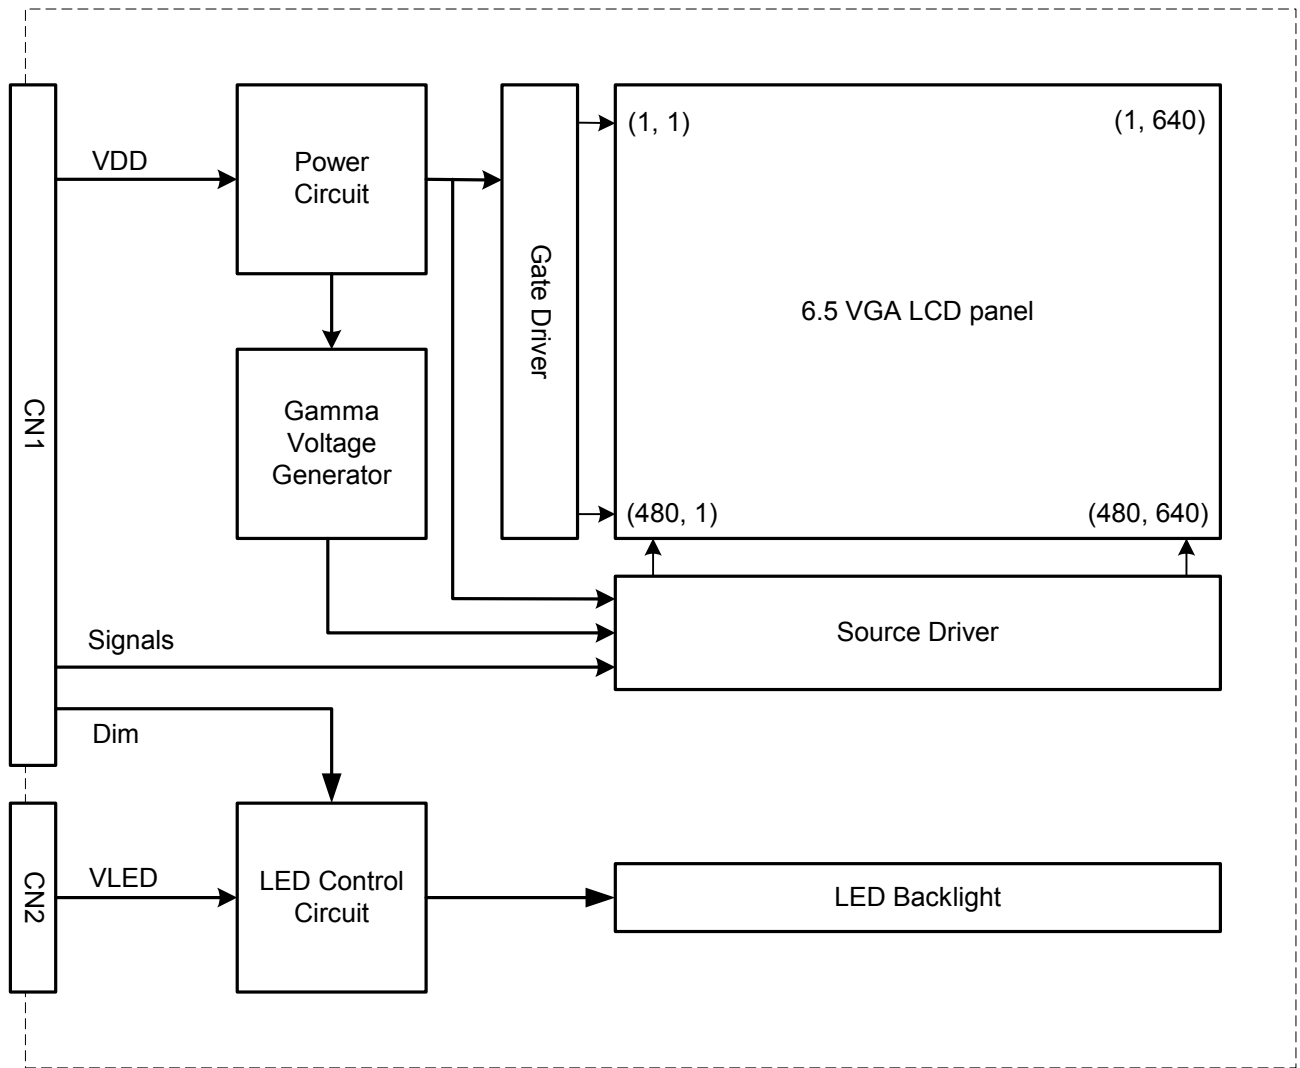 CN1
VDD
Power
Circuit
Gamma
Voltage
Generator
Gate Driver
(1, 1)
(1, 640)
6.5 VGA LCD panel
(480, 1)
(480, 640)
Source Driver
Signals
Dim
CN2
VLED
LED Control
Circuit
LED Backlight